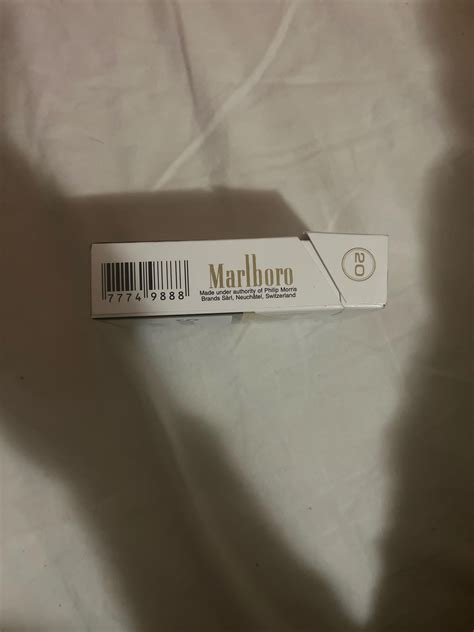 7774 9888
Marlboro
Made under authority of Philip Morris
Brands Sàrl, Neuchâtel, Switzerland
20